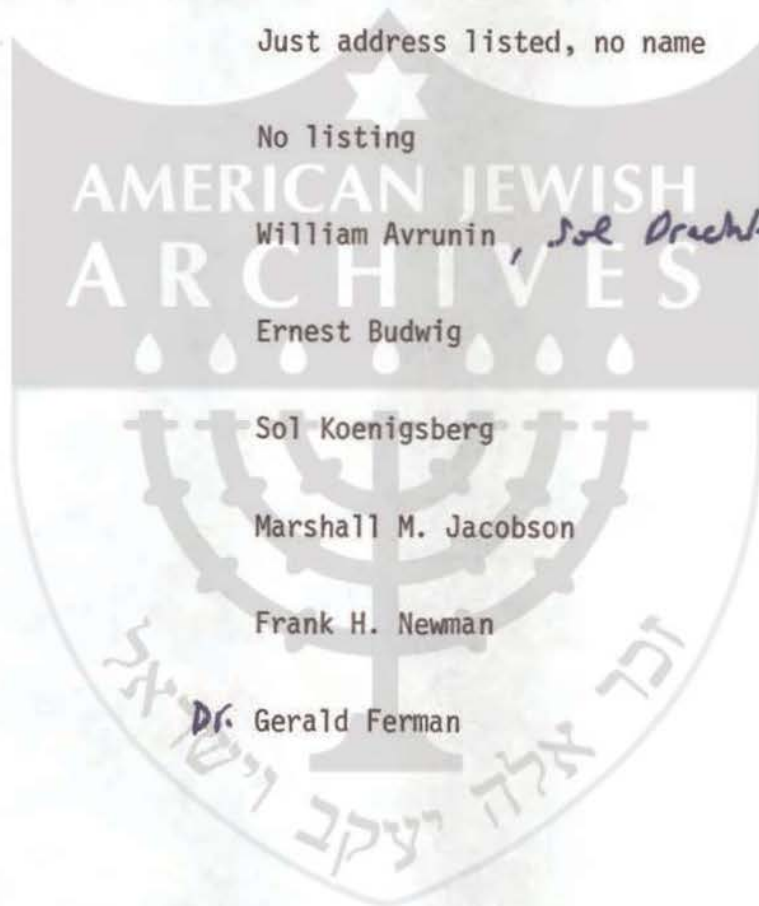 Just address listed, no name
No listing
AMERICAN JEWISH
William Avrunin, Sol
ARCHIVES
Ernest Budwig
Sol Koenigsberg
Marshall M. Jacobson
Frank H. Newman
Dr. Gerald Ferman
זכר אלה יעקב וישראל